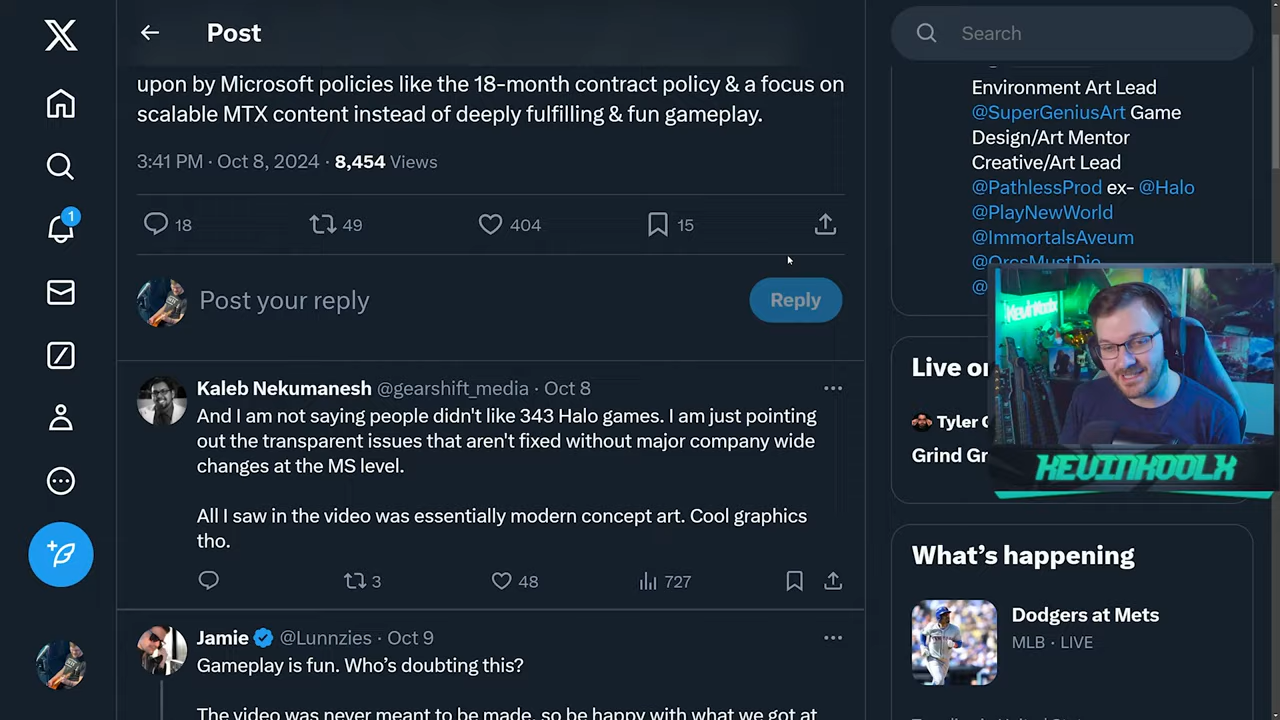 Post
Search
upon by Microsoft policies like the 18-month contract policy & a focus on
scalable MTX content instead of deeply fulfilling & fun gameplay.
3:41 PM · Oct 8, 2024 · 8,454 Views
18
49
404
15
Post your reply
Reply
Kaleb Nekumanesh @gearshift_media · Oct 8
And I am not saying people didn't like 343 Halo games. I am just pointing
out the transparent issues that aren't fixed without major company wide
changes at the MS level.
All I saw in the video was essentially modern concept art. Cool graphics
tho.
3
48
727
Jamie @Lunnzies · Oct 9
Gameplay is fun. Who's doubting this?
The video was never meant to be made, so be happy with what we got at
1
Environment Art Lead
@SuperGeniusArt Game
Design/Art Mentor
Creative/Art Lead
@PathlessProd ex- @Halo
@PlayNewWorld
@ImmortalsAveum
@OrcsMustDie
@
Live on
Tyler
Grind
KEVINKOOLX
What's happening
Dodgers at Mets
MLB · LIVE